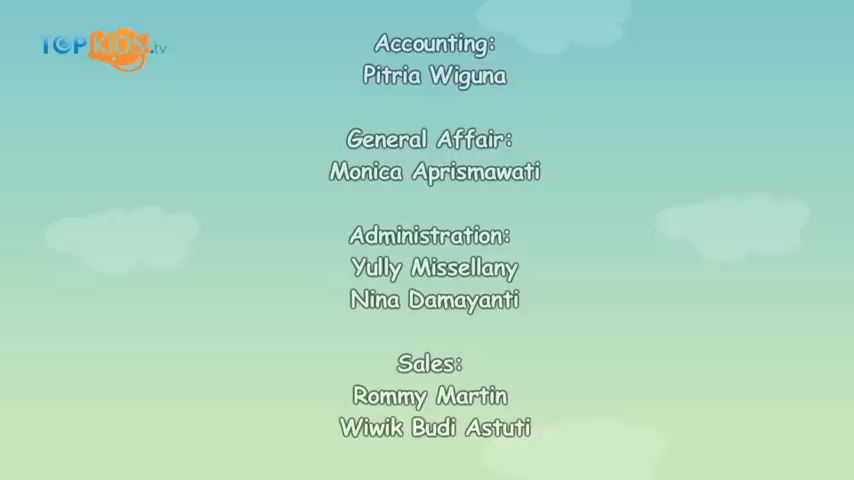 TOPKIDS.tv
Accounting:
Pitria Wiguna
General Affair:
Monica Aprismawati
Administration:
Yully Missellany
Nina Damayanti
Sales:
Rommy Martin
Wiwik Budi Astuti